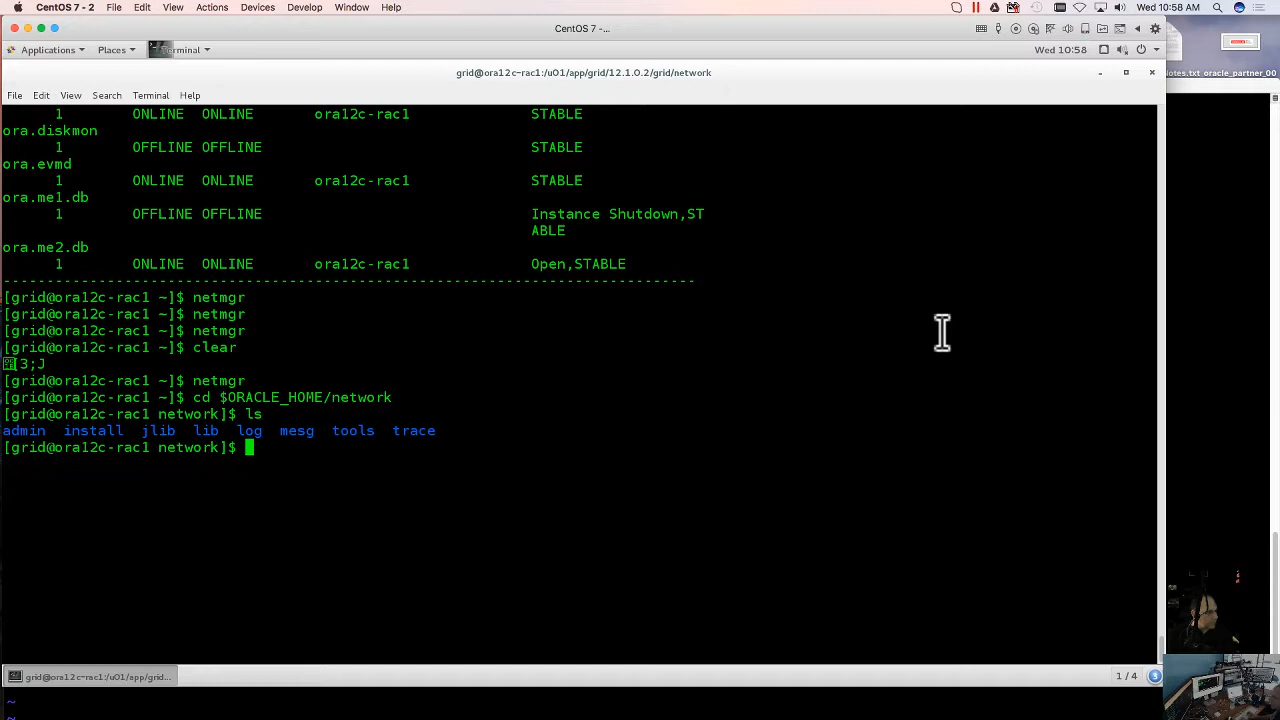 CentOS 7 - 2 File Edit View Actions Devices Develop Window Help Wed 10:58 AM
CentOS 7 -...
Applications Places Terminal Wed 10:58
grid@ora12c-rac1:/u01/app/grid/12.1.0.2/grid/network
File Edit View Search Terminal Help
1 ONLINE ONLINE ora12c-rac1 STABLE
ora.diskmon
1 OFFLINE OFFLINE STABLE
ora.evmd
1 ONLINE ONLINE ora12c-rac1 STABLE
ora.me1.db
1 OFFLINE OFFLINE Instance Shutdown,ST
ABLE
ora.me2.db
1 ONLINE ONLINE ora12c-rac1 Open,STABLE
--------------------------------------------------------------------------------
[grid@ora12c-rac1 ~]$ netmgr
[grid@ora12c-rac1 ~]$ netmgr
[grid@ora12c-rac1 ~]$ netmgr
[grid@ora12c-rac1 ~]$ clear
[3;J
[grid@ora12c-rac1 ~]$ netmgr
[grid@ora12c-rac1 ~]$ cd $ORACLE_HOME/network
[grid@ora12c-rac1 network]$ ls
admin install jlib lib log mesg tools trace
[grid@ora12c-rac1 network]$
grid@ora12c-rac1:/u01/app/grid... 1 / 4
~
~
otes.txt oracle_partner_00